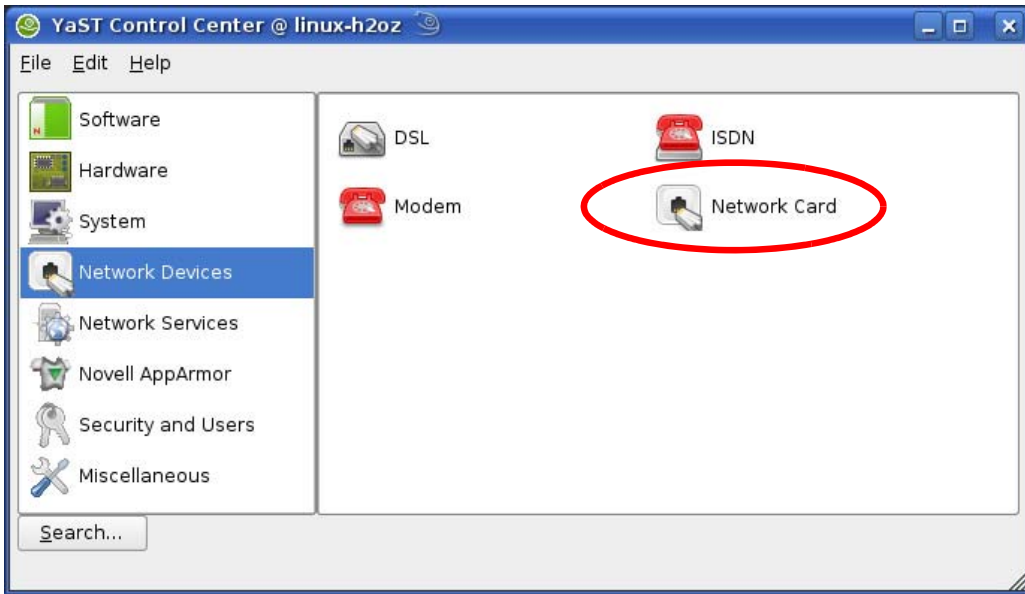 YaST Control Center @ linux-h2oz
File Edit Help
Software
Hardware
System
Network Devices
Network Services
Novell AppArmor
Security and Users
Miscellaneous
DSL
ISDN
Modem
Network Card
Search...
N